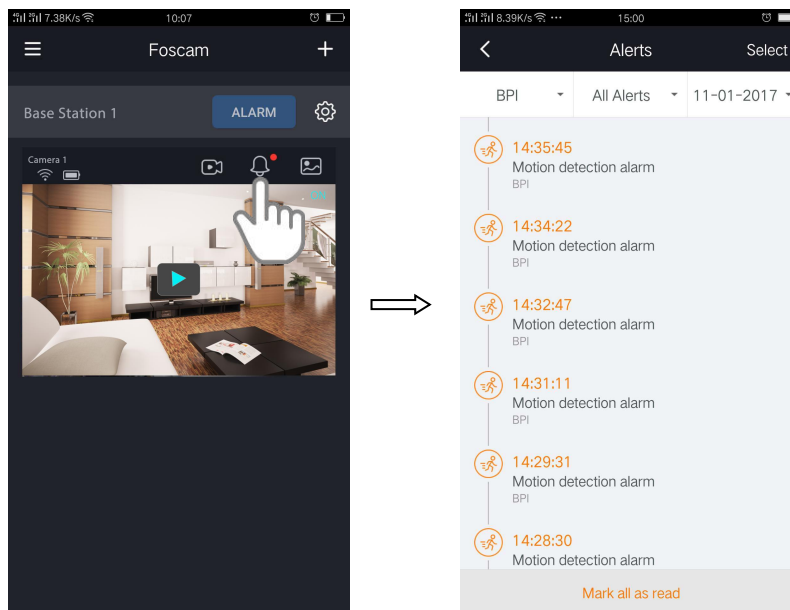 7.38K/s
10:07
Foscam
Base Station 1
ALARM
Camera 1
ON
8.39K/s ...
15:00
Alerts
Select
BPI
All Alerts
11-01-2017
14:35:45
Motion detection alarm
BPI
14:34:22
Motion detection alarm
BPI
14:32:47
Motion detection alarm
BPI
14:31:11
Motion detection alarm
BPI
14:29:31
Motion detection alarm
BPI
14:28:30
Motion detection alarm
Mark all as read